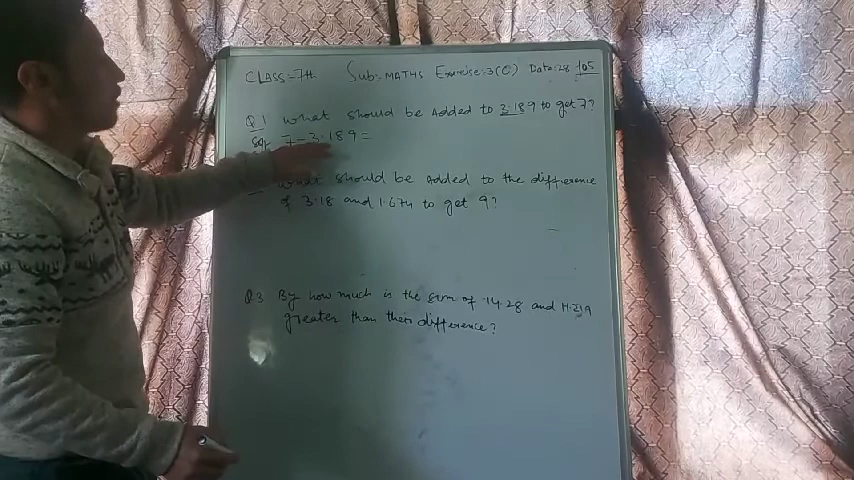 CLASS=7th Sub: MATHS Exercise:3(C) Date:28 /05
Q1 What should be Added to 3.189 to get 7?
Sol 7-3.189=
What should be Added to the difference
of 3.18 and 1.674 to get 9?
Q3 By how much is the sum of 14.28 and
greater than their difference?